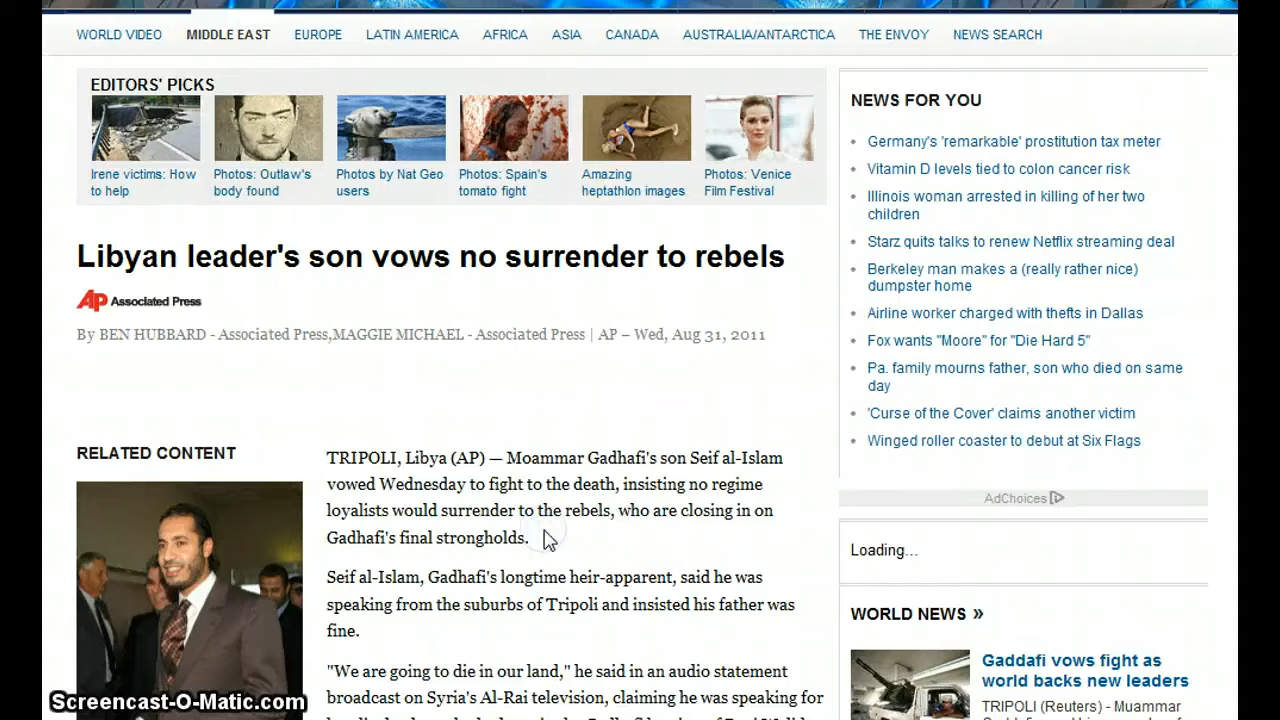 WORLD VIDEO MIDDLE EAST EUROPE LATIN AMERICA AFRICA ASIA CANADA AUSTRALIA/ANTARCTICA THE ENVOY NEWS SEARCH
EDITORS' PICKS
Irene victims: How
to help
Photos: Outlaw's
body found
Photos by Nat Geo
users
Photos: Spain's
tomato fight
Amazing
heptathlon images
Photos: Venice
Film Festival
Libyan leader's son vows no surrender to rebels
AP Associated Press
By BEN HUBBARD - Associated Press,MAGGIE MICHAEL - Associated Press | AP – Wed, Aug 31, 2011
RELATED CONTENT
TRIPOLI, Libya (AP) — Moammar Gadhafi's son Seif al-Islam
vowed Wednesday to fight to the death, insisting no regime
loyalists would surrender to the rebels, who are closing in on
Gadhafi's final strongholds.
Seif al-Islam, Gadhafi's longtime heir-apparent, said he was
speaking from the suburbs of Tripoli and insisted his father was
fine.
"We are going to die in our land," he said in an audio statement
broadcast on Syria's Al-Rai television, claiming he was speaking for
NEWS FOR YOU
Germany's 'remarkable' prostitution tax meter
Vitamin D levels tied to colon cancer risk
Illinois woman arrested in killing of her two
children
Starz quits talks to renew Netflix streaming deal
Berkeley man makes a (really rather nice)
dumpster home
Airline worker charged with thefts in Dallas
Fox wants "Moore" for "Die Hard 5"
Pa. family mourns father, son who died on same
day
'Curse of the Cover' claims another victim
Winged roller coaster to debut at Six Flags
AdChoices
Loading...
WORLD NEWS »
Gaddafi vows fight as
world backs new leaders
TRIPOLI (Reuters) - Muammar
Screencast-O-Matic.com